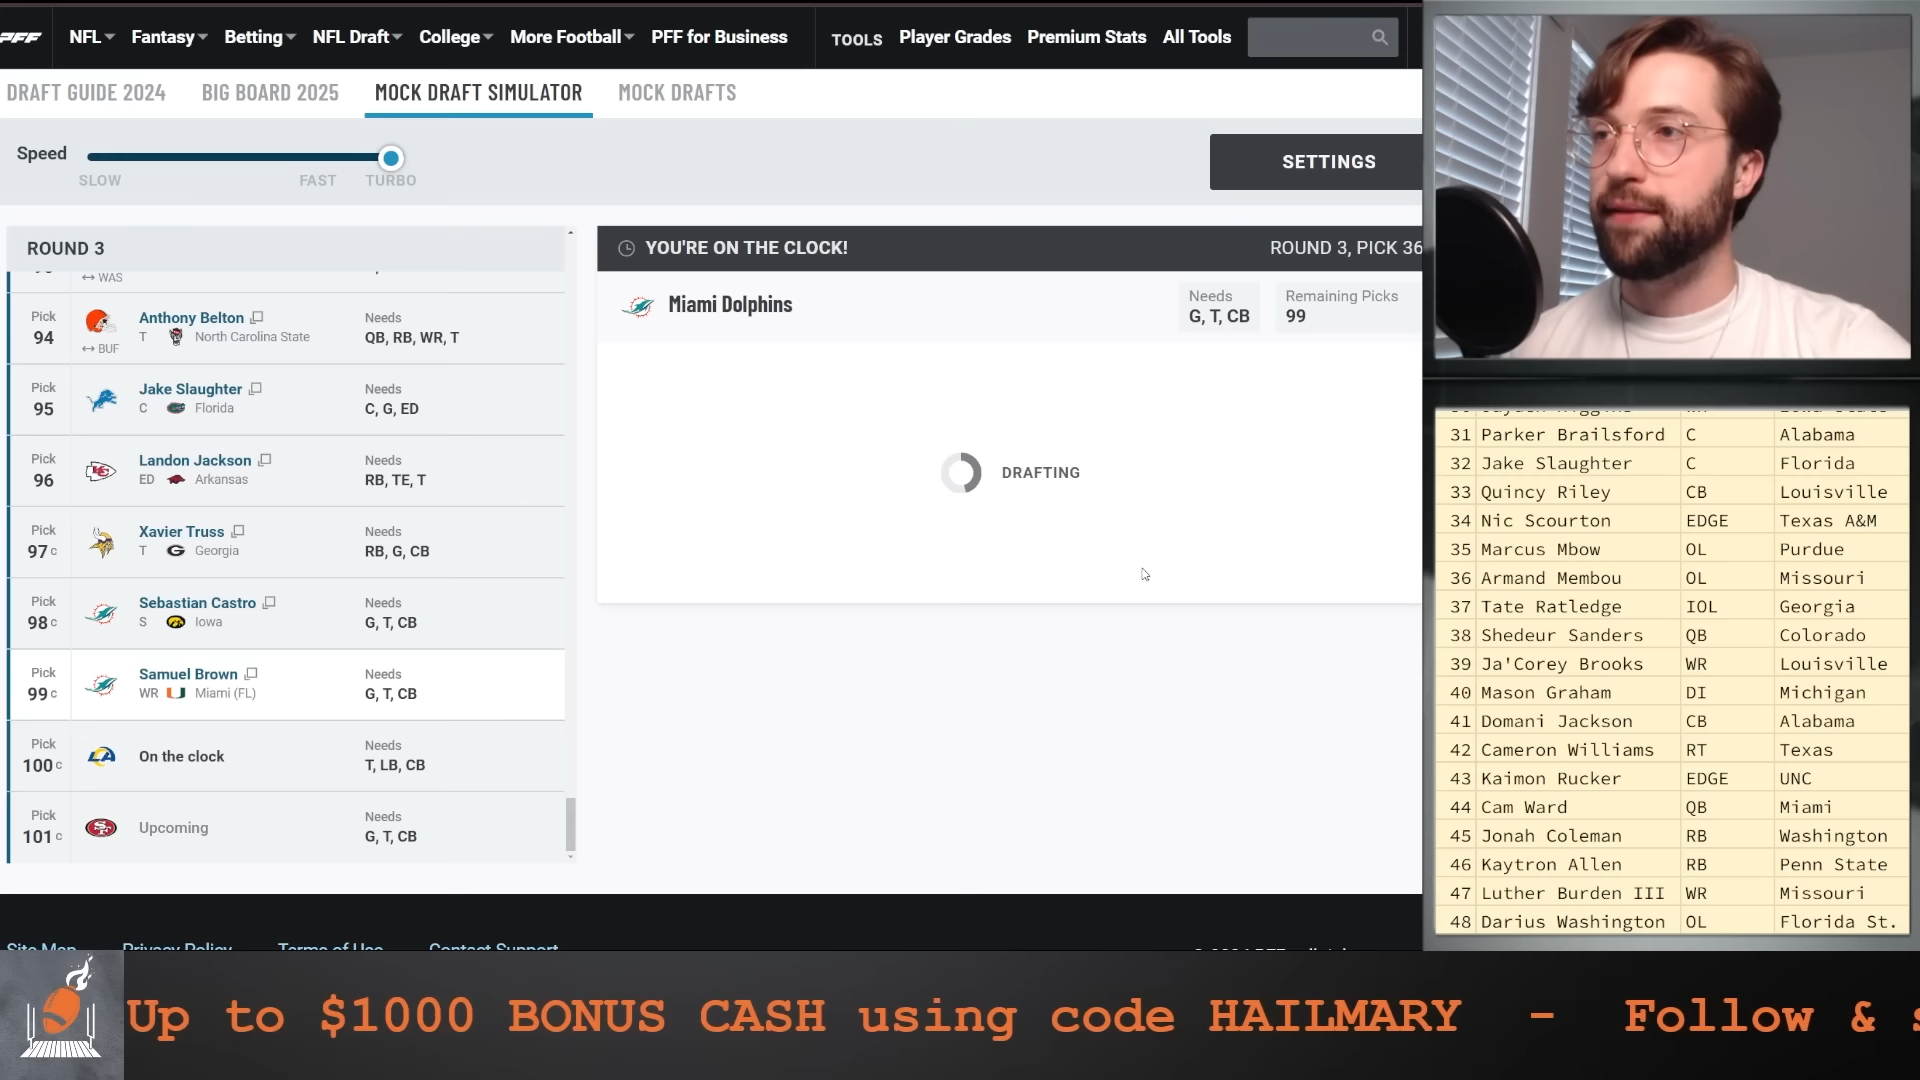 PFF NFL Fantasy Betting NFL Draft College More Football PFF for Business TOOLS Player Grades Premium Stats All Tools
DRAFT GUIDE 2024 BIG BOARD 2025 MOCK DRAFT SIMULATOR MOCK DRAFTS
Speed
SLOW FAST TURBO
SETTINGS
ROUND 3
↔ WAS
Pick 94
↔ BUF
Anthony Belton
T North Carolina State
Needs
QB, RB, WR, T
Pick 95
Jake Slaughter
C Florida
Needs
C, G, ED
Pick 96
Landon Jackson
ED Arkansas
Needs
RB, TE, T
Pick 97 c
Xavier Truss
T Georgia
Needs
RB, G, CB
Pick 98 c
Sebastian Castro
S Iowa
Needs
G, T, CB
Pick 99 c
Samuel Brown
WR Miami (FL)
Needs
G, T, CB
Pick 100 c
On the clock
Needs
T, LB, CB
Pick 101 c
Upcoming
Needs
G, T, CB
YOU'RE ON THE CLOCK!
ROUND 3, PICK 36
Miami Dolphins
Needs
G, T, CB
Remaining Picks
99
DRAFTING
31 Parker Brailsford C Alabama
32 Jake Slaughter C Florida
33 Quincy Riley CB Louisville
34 Nic Scourton EDGE Texas A&M
35 Marcus Mbow OL Purdue
36 Armand Membou OL Missouri
37 Tate Ratledge IOL Georgia
38 Shedeur Sanders QB Colorado
39 Ja'Corey Brooks WR Louisville
40 Mason Graham DI Michigan
41 Domani Jackson CB Alabama
42 Cameron Williams RT Texas
43 Kaimon Rucker EDGE UNC
44 Cam Ward QB Miami
45 Jonah Coleman RB Washington
46 Kaytron Allen RB Penn State
47 Luther Burden III WR Missouri
48 Darius Washington OL Florida St.
Site Map Privacy Policy Terms of Use Contact Support
Up to $1000 BONUS CASH using code HAILMARY - Follow & s